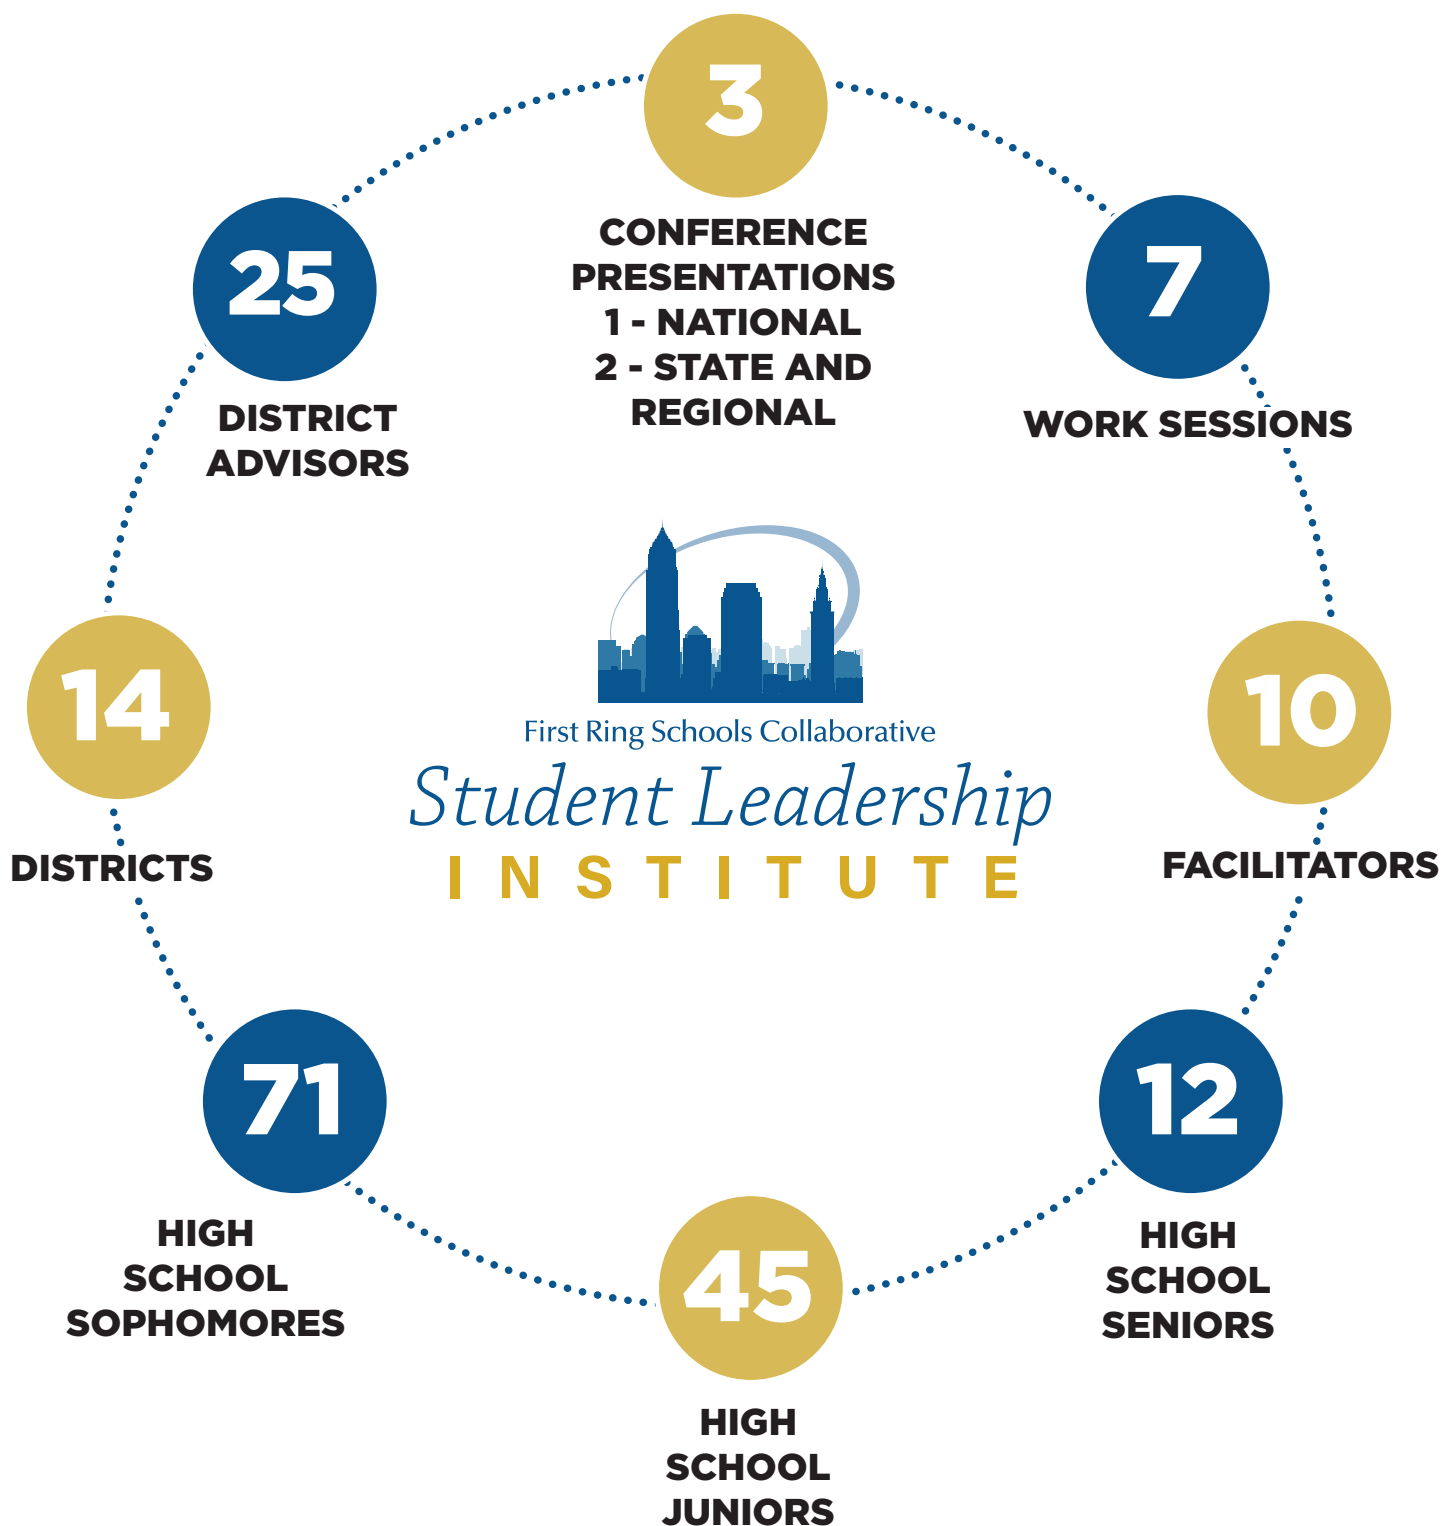 3
CONFERENCE
PRESENTATIONS
1 - NATIONAL
2 - STATE AND
REGIONAL
7
WORK SESSIONS
10
FACILITATORS
12
HIGH
SCHOOL
SENIORS
45
HIGH
SCHOOL
JUNIORS
71
HIGH
SCHOOL
SOPHOMORES
14
DISTRICTS
25
DISTRICT
ADVISORS
First Ring Schools Collaborative
Student Leadership
INSTITUTE